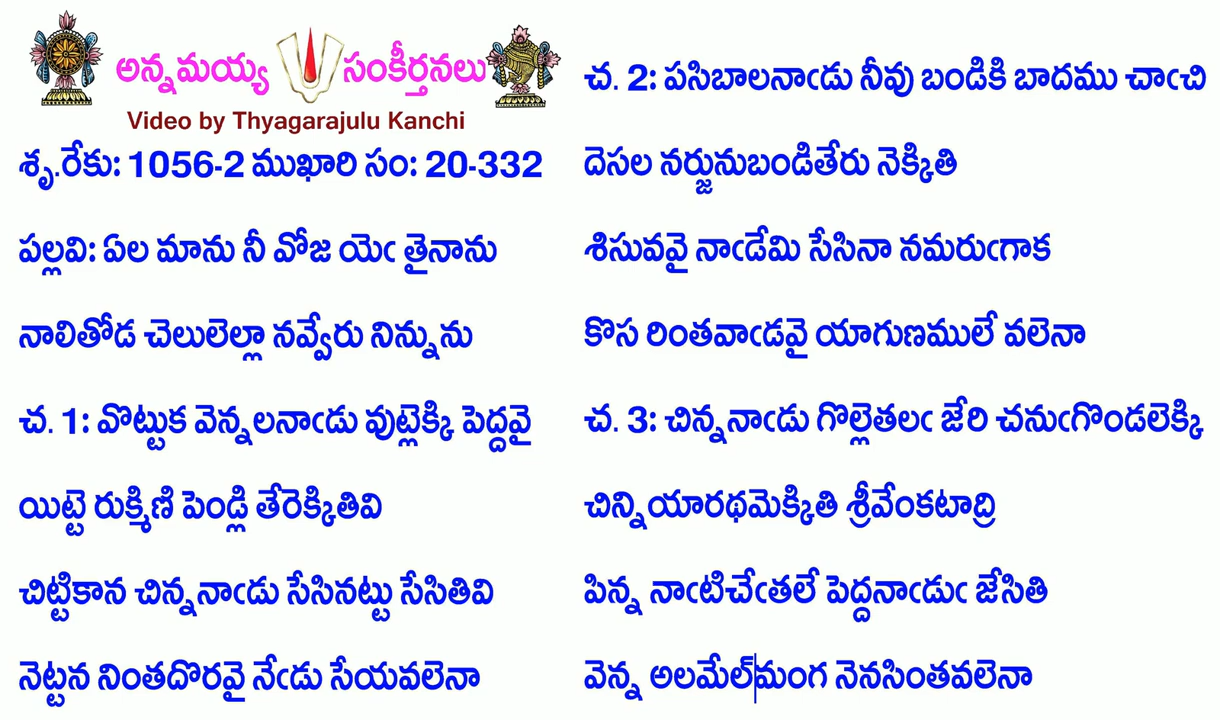 అన్నమయ్య సంకీర్తనలు
Video by Thyagarajulu Kanchi
శృ.రేకు: 1056-2 ముఖారి సం: 20-332
పల్లవి: ఏల మాను నీ వోజ యెఁ తైనాను
నాలితోడ చెలులెల్లా నవ్వేరు నిన్నును
చ. 1: వొట్టుక వెన్నలనాఁడు వుట్లెక్కి పెద్దవై
యిట్టె రుక్మిణి పెండ్లి తేరెక్కితివి
చిట్టికాన చిన్ననాఁడు సేసినట్టు సేసితివి
నెట్టన నింతదొరవై నేఁడు సేయవలెనా
చ. 2: పసిబాలనాఁడు నీవు బండికి బాదము చాఁచి
దెసల నర్జునుబండితేరు నెక్కితి
శిసువవై నాఁడేమి సేసినా నమరుఁగాక
కొస రింతవాఁడవై యాగుణములే వలెనా
చ. 3: చిన్ననాఁడు గొల్లెతలఁ జేరి చనుఁగొండలెక్కి
చిన్నియారథమెక్కితి శ్రీవేంకటాద్రి
పిన్న నాఁటిచేఁతలే పెద్దనాఁడుఁ జేసితి
వెన్న అలమేల్‌మంగ నెనసింతవలెనా